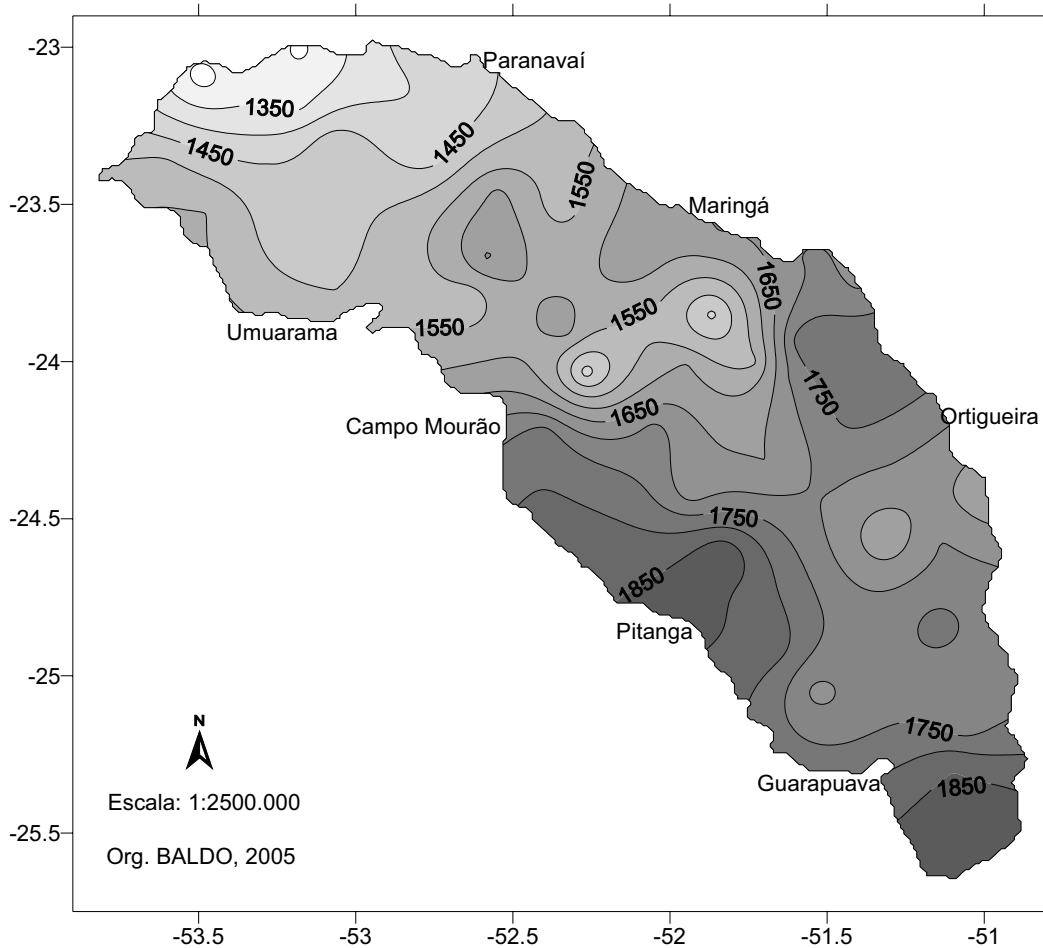 -23
Paranavaí
1350
1450
1450
-23.5
1550
Maringá
1650
1550
1550
Umuarama
-24
1750
1650
Campo Mourão
Ortigueira
-24.5
1750
1850
Pitanga
-25
N
1750
Guarapuava
1850
Escala: 1:2500.000
-25.5
Org. BALDO, 2005
-53.5 -53 -52.5 -52 -51.5 -51